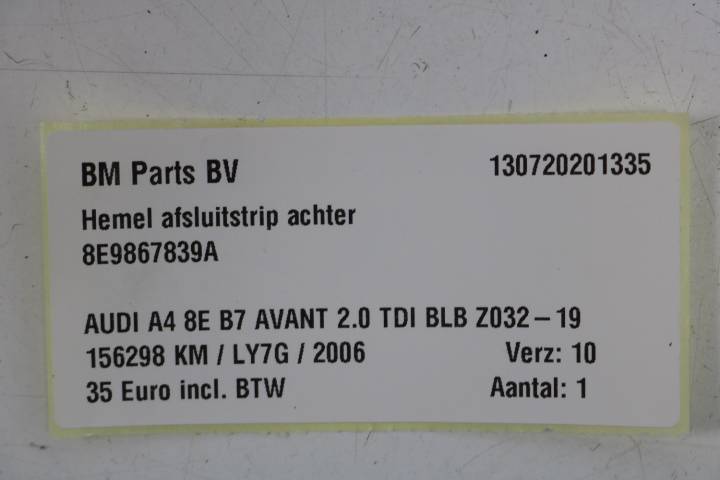 BM Parts BV 130720201335
Hemel afsluitstrip achter
8E9867839A
AUDI A4 8E B7 AVANT 2.0 TDI BLB Z032-19
156298 KM / LY7G / 2006 Verz: 10
35 Euro incl. BTW Aantal: 1